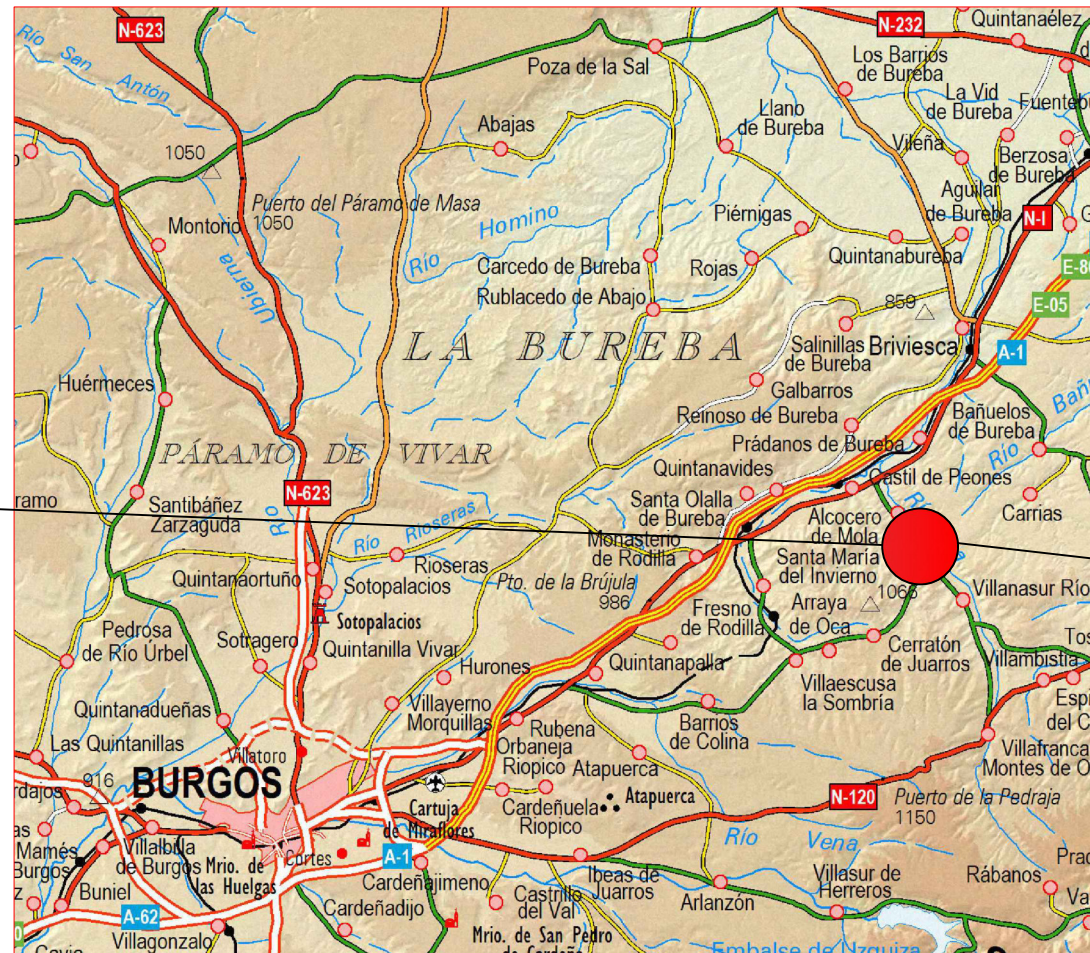 N-623
N-232
Quintanaélez
Río San Antón
Poza de la Sal
Los Barrios
de Bureba
La Vid
de Bureba
Abajas
Llano
de Bureba
Vileña
Berzosa
de Bureba
1050
Puerto del Páramo de Masa
1050
Aguilar
de Bureba
N-I
Montorio
Río Homino
Piérnigas
Quintanabureba
Río Ubierna
Carcedo de Bureba
Rojas
Rublacedo de Abajo
E-05
859
LA BUREBA
Salinillas
de Bureba
Briviesca
A-1
Huérmeces
Galbarros
Reinoso de Bureba
Bañuelos
de Bureba
Prádanos de Bureba
PÁRAMO DE VIVAR
Quintanavides
Castil de Peones
Río
N-623
Santa Olalla
de Bureba
Santibáñez
Zarzaguda
Río Rioseras
Alcocero
de Mola
Carrias
Monasterio
de Rodilla
Rioseras
Santa María
del Invierno
Quintanaortuño
Sotopalacios
Pto. de la Brújula
986
1066
Sotopalacios
Fresno
de Rodilla
Arraya
de Oca
Pedrosa
de Río Úrbel
Sotragero
Quintanilla Vivar
Cerratón
de Juarros
Hurones
Quintanapalla
Villambistia
Villaescusa
la Sombría
Quintanadueñas
Villayerno
Morquillas
Rubena
Barrios
de Colina
Las Quintanillas
Villatoro
Orbaneja
Riopico
Atapuerca
Villafranca
Montes de
916
BURGOS
Cartuja
de Miraflores
Cardeñuela
Riopico
Atapuerca
N-120
Puerto de la Pedraja
1150
Villalbilla
de Burgos
Mrio. de
las Huelgas
Cortes
A-1
Río Vena
Buniel
Cardeñajimeno
Ibeas de
Juarros
Villasur de
Herreros
Rábanos
A-62
Cardeñadijo
Castrillo
del Val
Arlanzón
Villagonzalo
Mrio. de San Pedro
de Cardeña
Embalse de Uzquiza